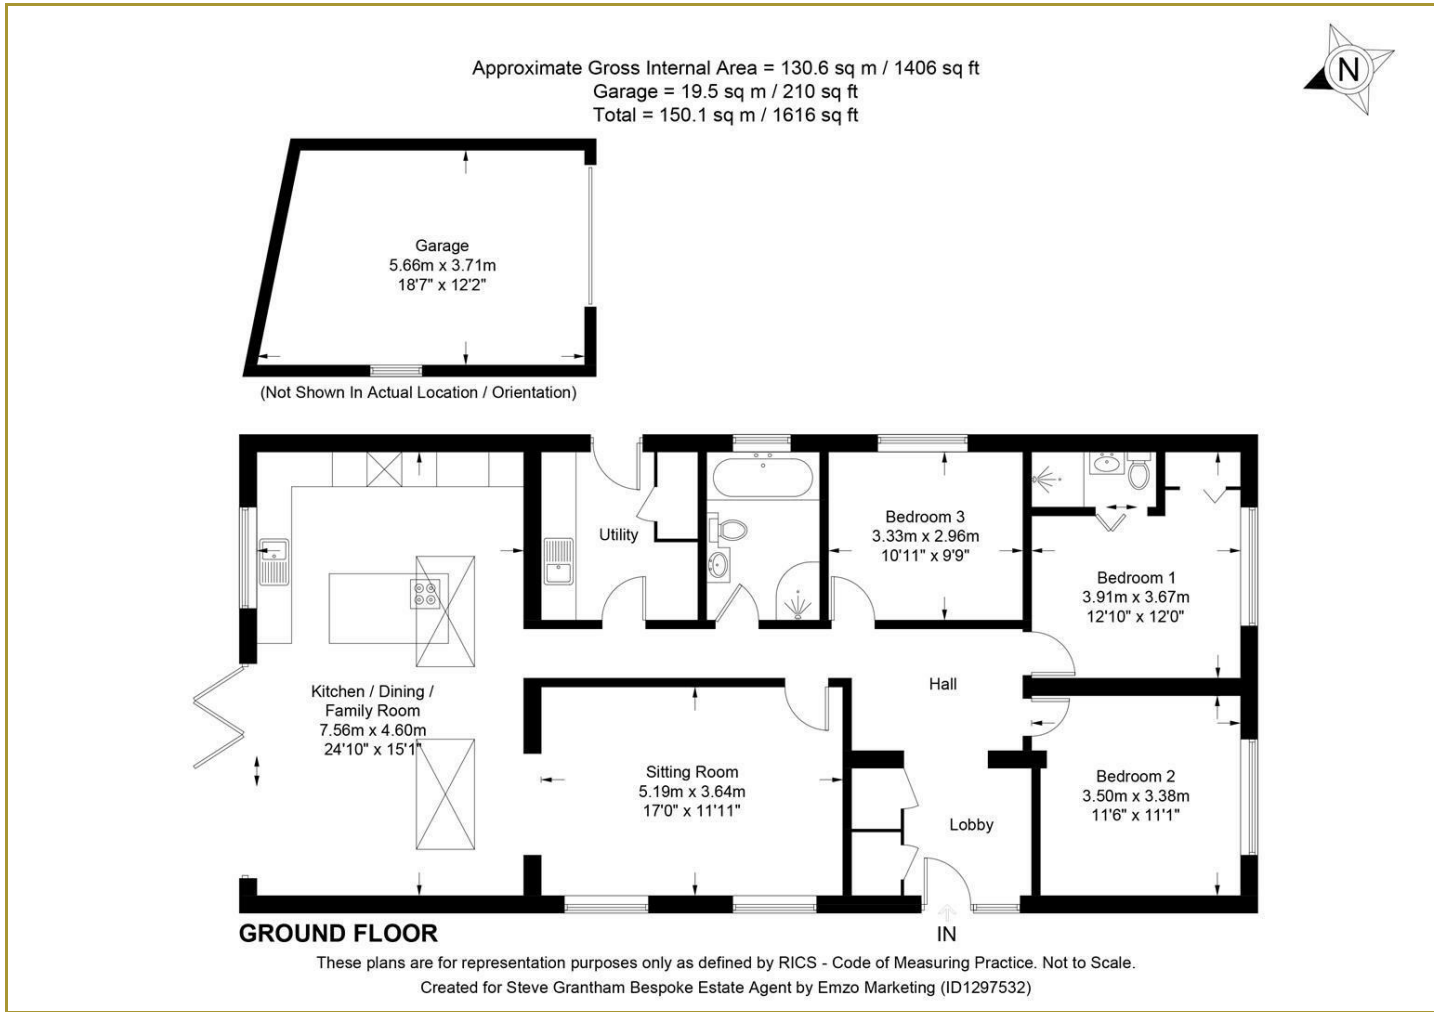 N
Approximate Gross Internal Area = 130.6 sq m / 1406 sq ft
Garage = 19.5 sq m / 210 sq ft
Total = 150.1 sq m / 1616 sq ft
Garage
5.66m x 3.71m
18'7" x 12'2"
(Not Shown In Actual Location / Orientation)
Utility
Bedroom 3
3.33m x 2.96m
10'11" x 9'9"
Bedroom 1
3.91m x 3.67m
12'10" x 12'0"
Kitchen / Dining /
Family Room
7.56m x 4.60m
24'10" x 15'1"
Hall
Sitting Room
5.19m x 3.64m
17'0" x 11'11"
Bedroom 2
3.50m x 3.38m
11'6" x 11'1"
Lobby
GROUND FLOOR
IN
These plans are for representation purposes only as defined by RICS - Code of Measuring Practice. Not to Scale.
Created for Steve Grantham Bespoke Estate Agent by Emzo Marketing (ID1297532)